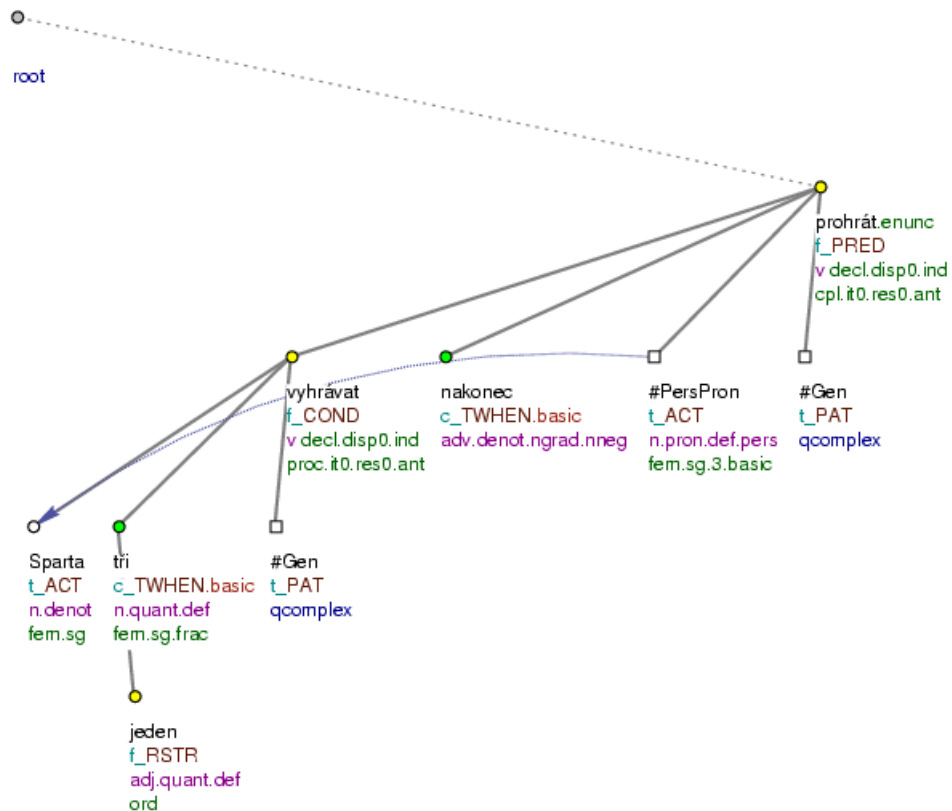 root
prohrát.enunc
f_PRED
v decl.disp0.ind
cpl.it0.res0.ant
vyhrávat
f_COND
v decl.disp0.ind
proc.it0.res0.ant
nakonec
c_TWHEN.basic
adv.denot.ngrad.nneg
#PersPron
t_ACT
n.pron.def.pers
fem.sg.3.basic
#Gen
t_PAT
qcomplex
Sparta
t_ACT
n.denot
fem.sg
tři
c_TWHEN.basic
n.quant.def
fem.sg.frac
#Gen
t_PAT
qcomplex
jeden
f_RSTR
adj.quant.def
ord